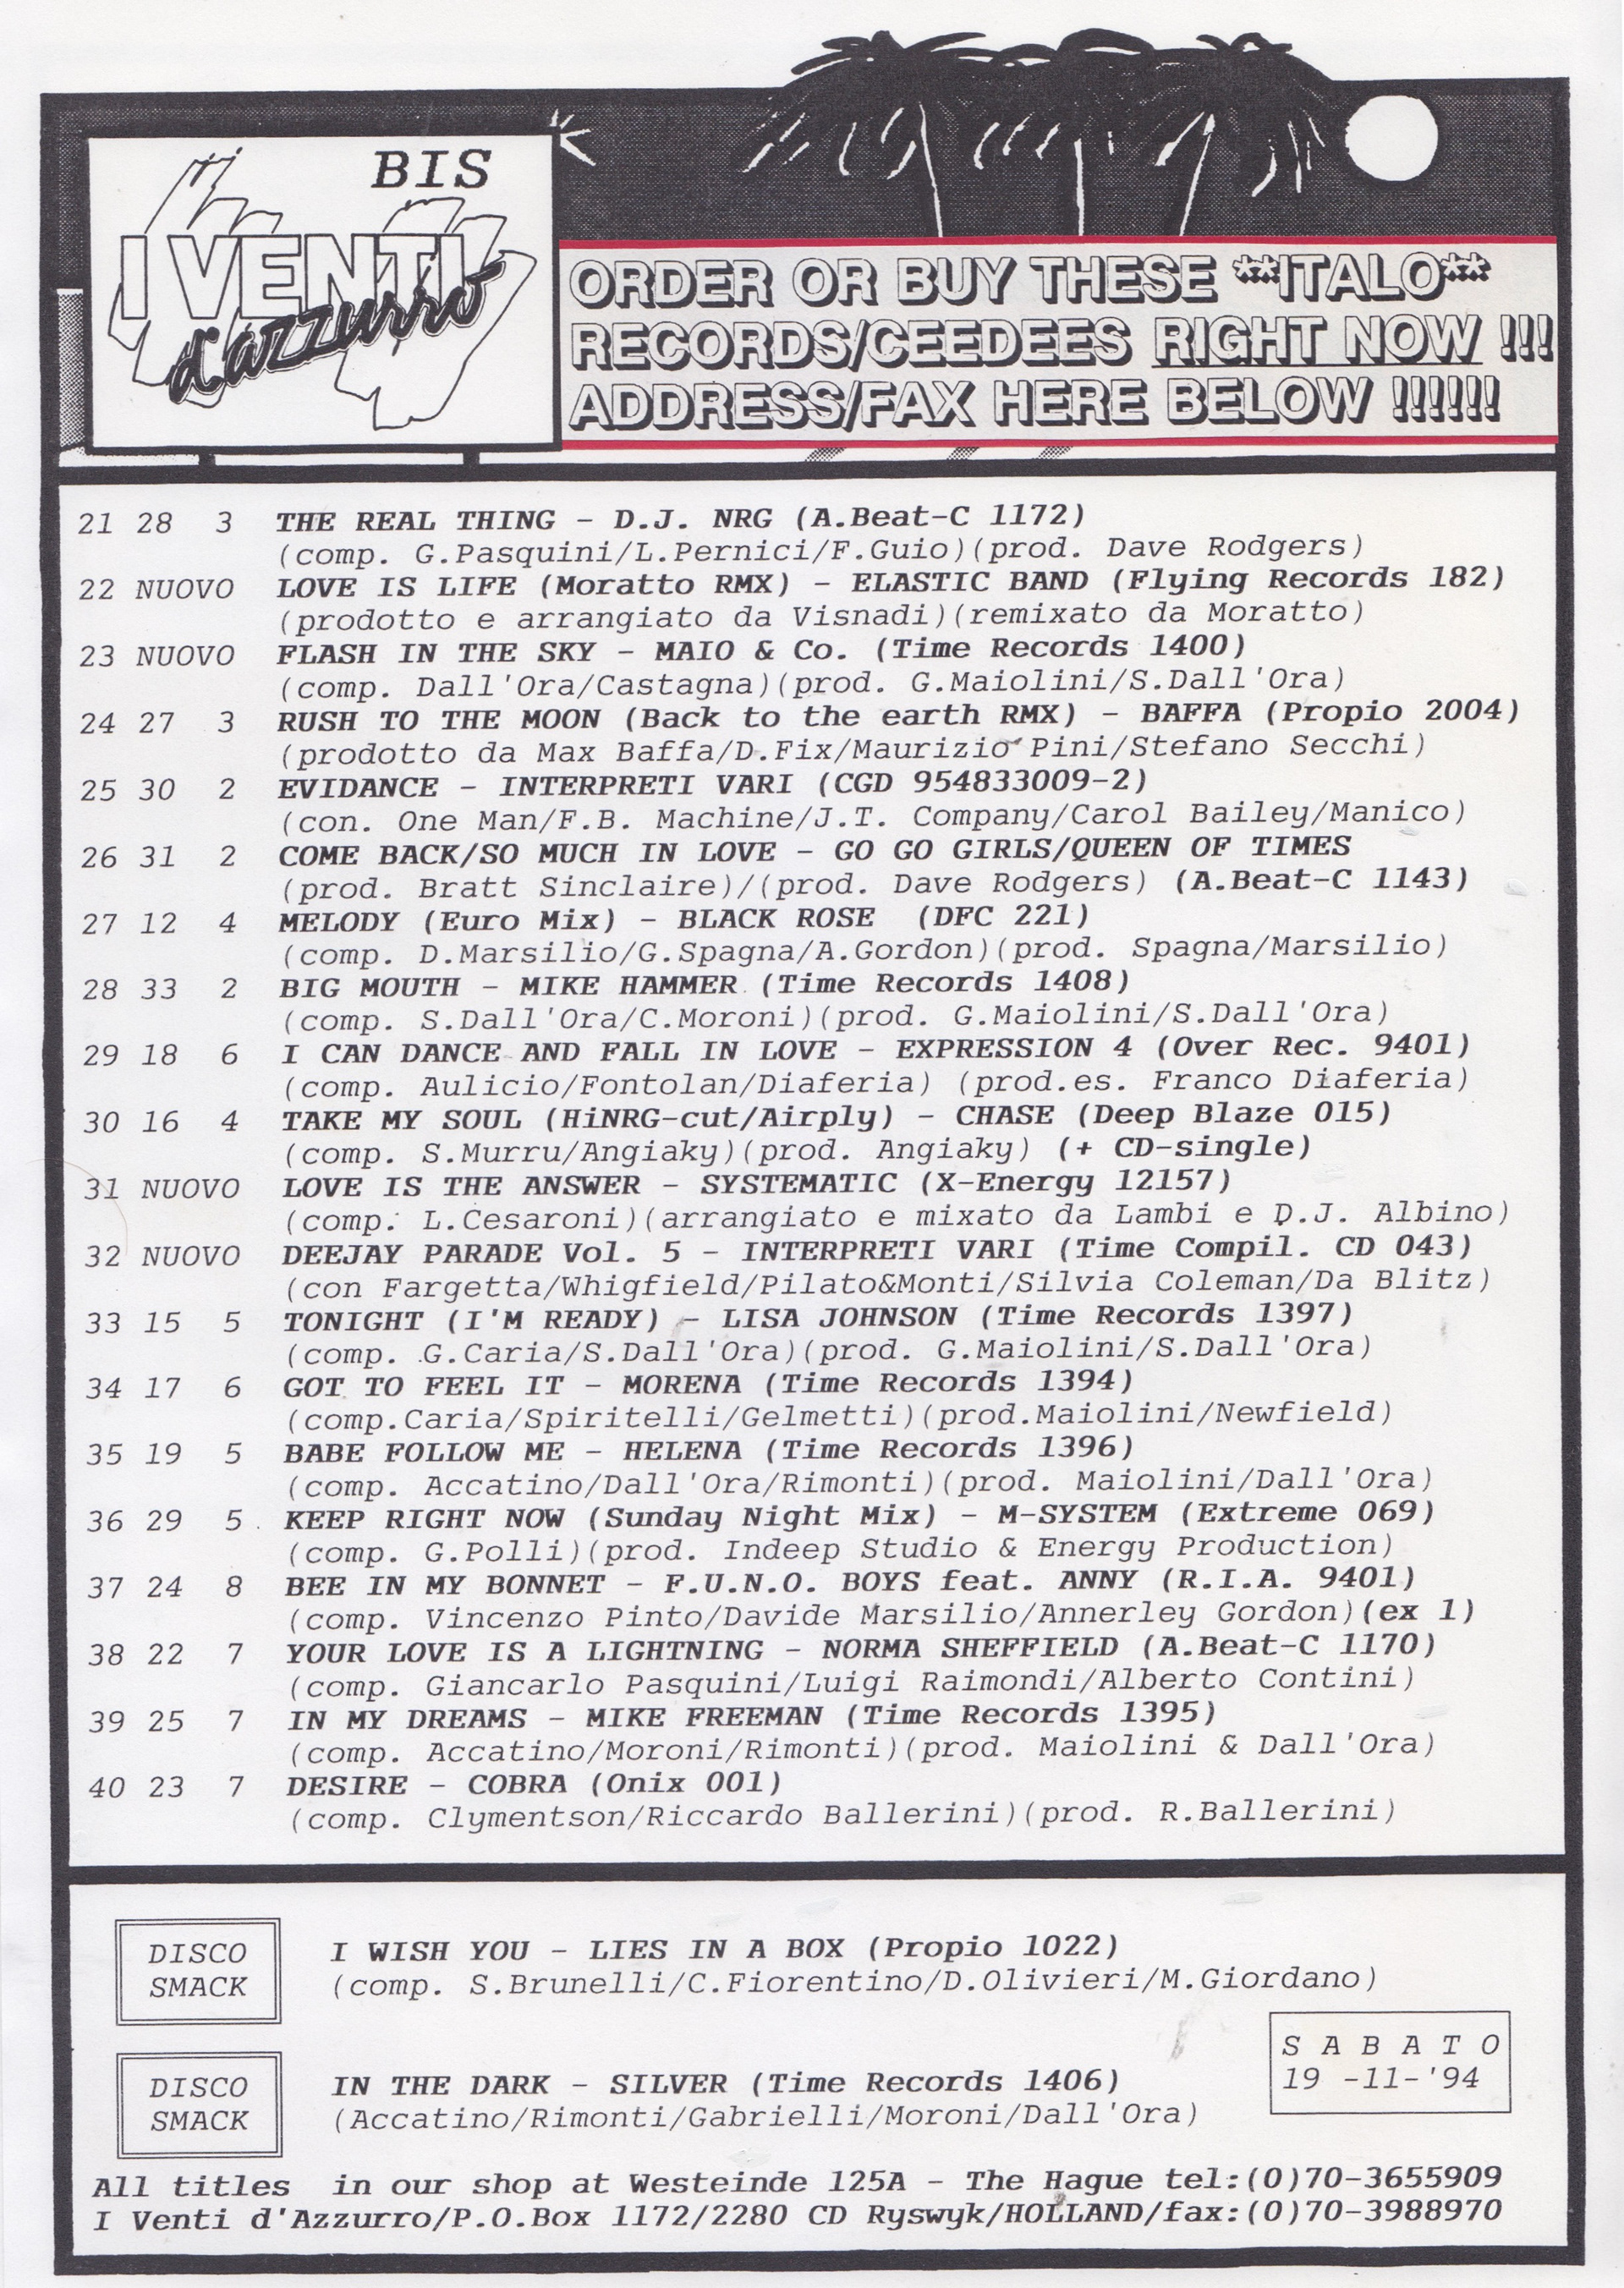 BIS
I VENTI
d'azzurro
ORDER OR BUY THESE **ITALO**
RECORDS/CEEDEES RIGHT NOW !!!
ADDRESS/FAX HERE BELOW !!!!!!
21 28 3 THE REAL THING - D.J. NRG (A.Beat-C 1172)
(comp. G.Pasquini/L.Pernici/F.Guio)(prod. Dave Rodgers)
22 NUOVO LOVE IS LIFE (Moratto RMX) - ELASTIC BAND (Flying Records 182)
(prodotto e arrangiato da Visnadi)(remixato da Moratto)
23 NUOVO FLASH IN THE SKY - MAIO & Co. (Time Records 1400)
(comp. Dall'Ora/Castagna)(prod. G.Maiolini/S.Dall'Ora)
24 27 3 RUSH TO THE MOON (Back to the earth RMX) - BAFFA (Propio 2004)
(prodotto da Max Baffa/D.Fix/Maurizio Pini/Stefano Secchi)
25 30 2 EVIDANCE - INTERPRETI VARI (CGD 954833009-2)
(con. One Man/F.B. Machine/J.T. Company/Carol Bailey/Manico)
26 31 2 COME BACK/SO MUCH IN LOVE - GO GO GIRLS/QUEEN OF TIMES
(prod. Bratt Sinclaire)/(prod. Dave Rodgers) (A.Beat-C 1143)
27 12 4 MELODY (Euro Mix) - BLACK ROSE (DFC 221)
(comp. D.Marsilio/G.Spagna/A.Gordon)(prod. Spagna/Marsilio)
28 33 2 BIG MOUTH - MIKE HAMMER (Time Records 1408)
(comp. S.Dall'Ora/C.Moroni)(prod. G.Maiolini/S.Dall'Ora)
29 18 6 I CAN DANCE AND FALL IN LOVE - EXPRESSION 4 (Over Rec. 9401)
(comp. Aulicio/Fontolan/Diaferia) (prod.es. Franco Diaferia)
30 16 4 TAKE MY SOUL (HiNRG-cut/Airply) - CHASE (Deep Blaze 015)
(comp. S.Murru/Angiaky)(prod. Angiaky) (+ CD-single)
31 NUOVO LOVE IS THE ANSWER - SYSTEMATIC (X-Energy 12157)
(comp. L.Cesaroni)(arrangiato e mixato da Lambi e D.J. Albino)
32 NUOVO DEEJAY PARADE Vol. 5 - INTERPRETI VARI (Time Compil. CD 043)
(con Fargetta/Whigfield/Pilato&Monti/Silvia Coleman/Da Blitz)
33 15 5 TONIGHT (I'M READY) - LISA JOHNSON (Time Records 1397)
(comp. G.Caria/S.Dall'Ora)(prod. G.Maiolini/S.Dall'Ora)
34 17 6 GOT TO FEEL IT - MORENA (Time Records 1394)
(comp.Caria/Spiritelli/Gelmetti)(prod.Maiolini/Newfield)
35 19 5 BABE FOLLOW ME - HELENA (Time Records 1396)
(comp. Accatino/Dall'Ora/Rimonti)(prod. Maiolini/Dall'Ora)
36 29 5 KEEP RIGHT NOW (Sunday Night Mix) - M-SYSTEM (Extreme 069)
(comp. G.Polli)(prod. Indeep Studio & Energy Production)
37 24 8 BEE IN MY BONNET - F.U.N.O. BOYS feat. ANNY (R.I.A. 9401)
(comp. Vincenzo Pinto/Davide Marsilio/Annerley Gordon)(ex 1)
38 22 7 YOUR LOVE IS A LIGHTNING - NORMA SHEFFIELD (A.Beat-C 1170)
(comp. Giancarlo Pasquini/Luigi Raimondi/Alberto Contini)
39 25 7 IN MY DREAMS - MIKE FREEMAN (Time Records 1395)
(comp. Accatino/Moroni/Rimonti)(prod. Maiolini & Dall'Ora)
40 23 7 DESIRE - COBRA (Onix 001)
(comp. Clymentson/Riccardo Ballerini)(prod. R.Ballerini)
DISCO
SMACK
I WISH YOU - LIES IN A BOX (Propio 1022)
(comp. S.Brunelli/C.Fiorentino/D.Olivieri/M.Giordano)
DISCO
SMACK
IN THE DARK - SILVER (Time Records 1406)
(Accatino/Rimonti/Gabrielli/Moroni/Dall'Ora)
S A B A T O
19 -11-'94
All titles in our shop at Westeinde 125A - The Hague tel:(0)70-3655909
I Venti d'Azzurro/P.O.Box 1172/2280 CD Ryswyk/HOLLAND/fax:(0)70-3988970